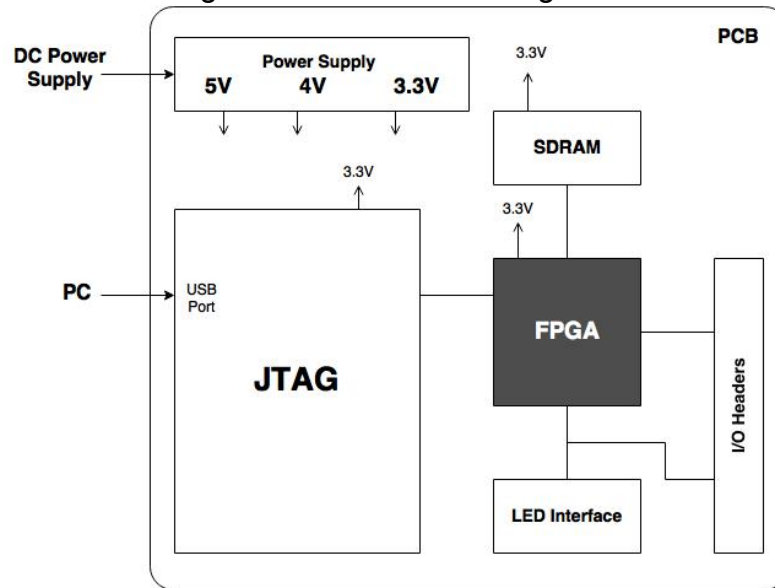 PCB
DC Power
Supply
Power Supply
5V 4V 3.3V
3.3V
SDRAM
3.3V
3.3V
PC
USB
Port
JTAG
FPGA
I/O Headers
LED Interface